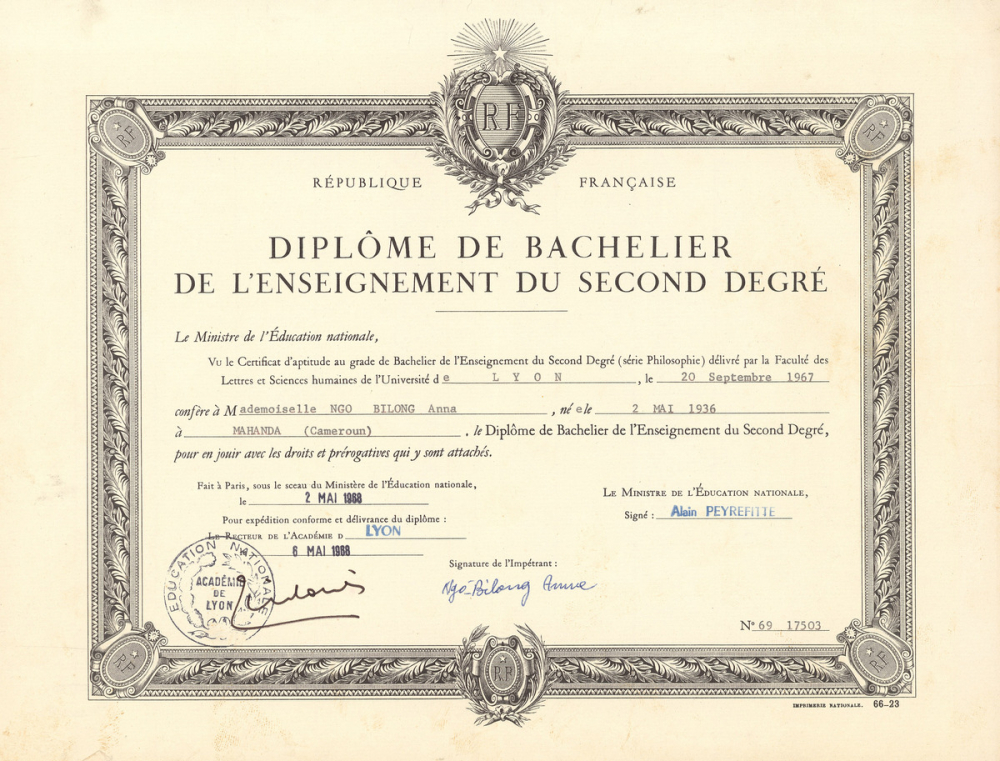 RF
RF
RF
RÉPUBLIQUE FRANÇAISE
DIPLÔME DE BACHELIER
DE L'ENSEIGNEMENT DU SECOND DEGRÉ
Le Ministre de l'Éducation nationale,
Vu le Certificat d'aptitude au grade de Bachelier de l'Enseignement du Second Degré (série Philosophie) délivré par la Faculté des
Lettres et Sciences humaines de l'Université de LYON, le 20 Septembre 1967
confère à Mademoiselle NGO BILONG Anna, née le 2 MAI 1936
à MAHANDA (Cameroun), le Diplôme de Bachelier de l'Enseignement du Second Degré,
pour en jouir avec les droits et prérogatives qui y sont attachés.
Fait à Paris, sous le sceau du Ministère de l'Éducation nationale,
le 2 MAI 1968
Pour expédition conforme et délivrance du diplôme :
Le Recteur de l'Académie d LYON
6 MAI 1968
Le Ministre de l'Éducation nationale,
Signé : Alain PEYREFITTE
Signature de l'Impétrant :
Ngo-Bilong Anne
EDUCATION NATIONALE
ACADÉMIE
DE
LYON
N° 69 17503
RF
RF
RF
IMPRIMERIE NATIONALE. 66-23